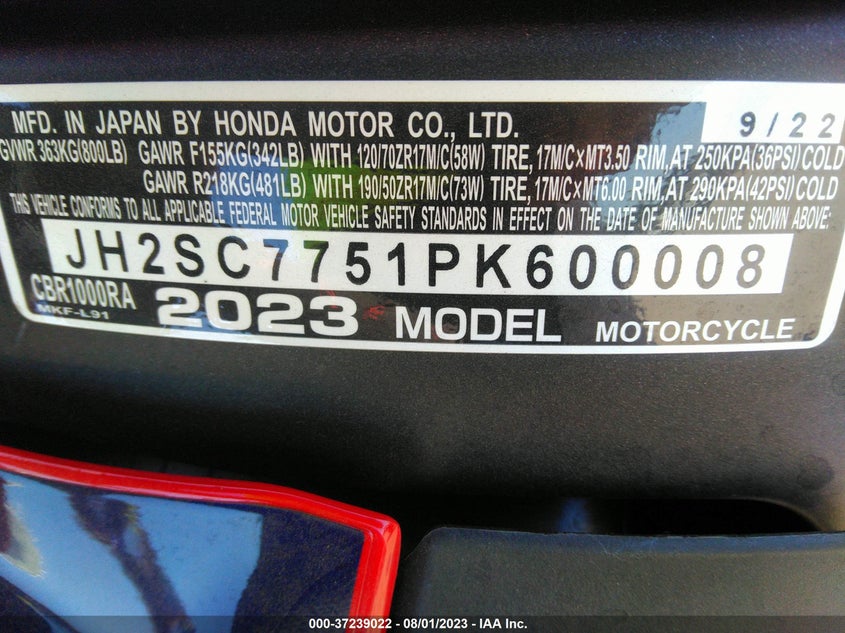 MFD. IN JAPAN BY HONDA MOTOR CO., LTD. 9/22
GVWR 363KG(800LB) GAWR F155KG(342LB) WITH 120/70ZR17M/C(58W) TIRE,17M/C×MT3.50 RIM,AT 250KPA(36PSI)COLD
GAWR R218KG(481LB) WITH 190/50ZR17M/C(73W) TIRE,17M/C×MT6.00 RIM,AT 290KPA(42PSI)COLD
THIS VEHICLE CONFORMS TO ALL APPLICABLE FEDERAL MOTOR VEHICLE SAFETY STANDARDS IN EFFECT ON THE DATE OF MANUFACTURE SHOWN ABOVE.
JH2SC7751PK600008
CBR1000RA 2023 MODEL MOTORCYCLE
MKF-L91
000-37239022 - 08/01/2023 - IAA Inc.